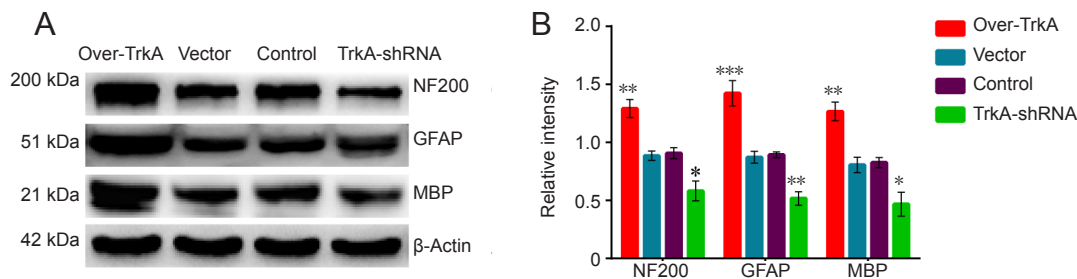 A
Over-TrkA Vector Control TrkA-shRNA
200 kDa NF200
51 kDa GFAP
21 kDa MBP
42 kDa β-Actin
B
Relative intensity
2.0
1.5
1.0
0.5
0
** *** **
* ** *
NF200 GFAP MBP
Over-TrkA
Vector
Control
TrkA-shRNA